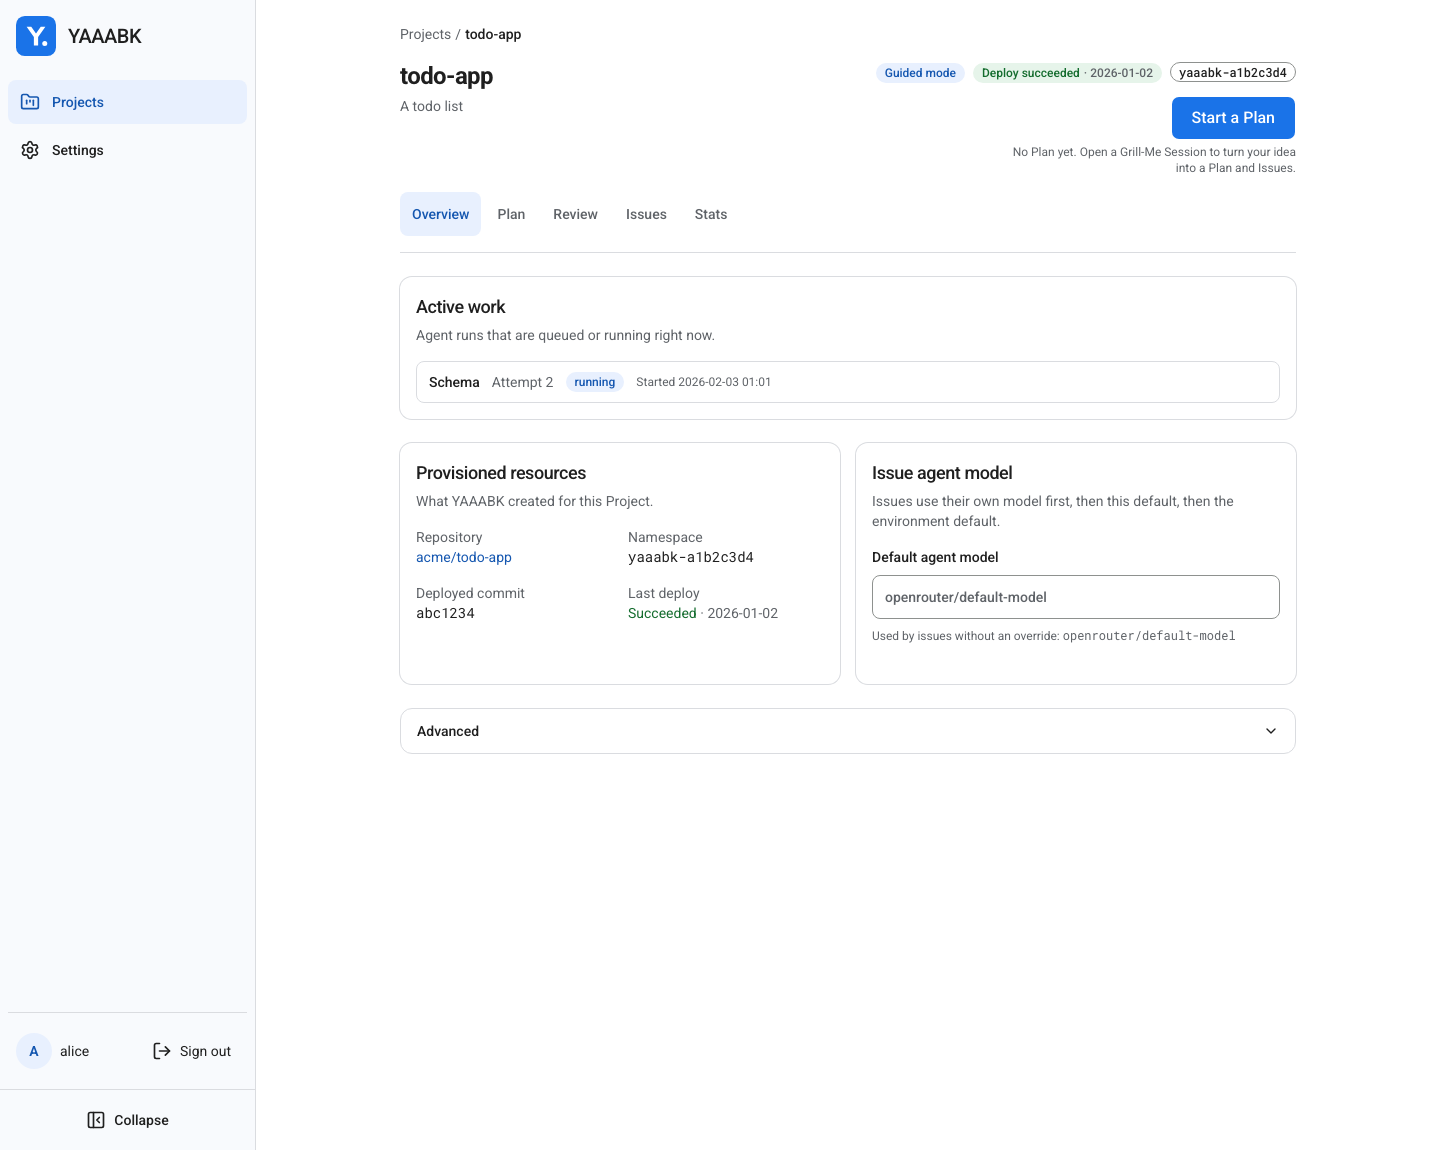 Y. YAAABK
Projects
Settings
A alice
Sign out
Collapse
Projects / todo-app
todo-app
A todo list
Guided mode
Deploy succeeded · 2026-01-02
yaaabk-a1b2c3d4
Start a Plan
No Plan yet. Open a Grill-Me Session to turn your idea
into a Plan and Issues.
Overview Plan Review Issues Stats
Active work
Agent runs that are queued or running right now.
Schema Attempt 2 running Started 2026-02-03 01:01
Provisioned resources
What YAAABK created for this Project.
Repository
acme/todo-app
Namespace
yaaabk-a1b2c3d4
Deployed commit
abc1234
Last deploy
Succeeded · 2026-01-02
Issue agent model
Issues use their own model first, then this default, then the
environment default.
Default agent model
openrouter/default-model
Used by issues without an override: openrouter/default-model
Advanced